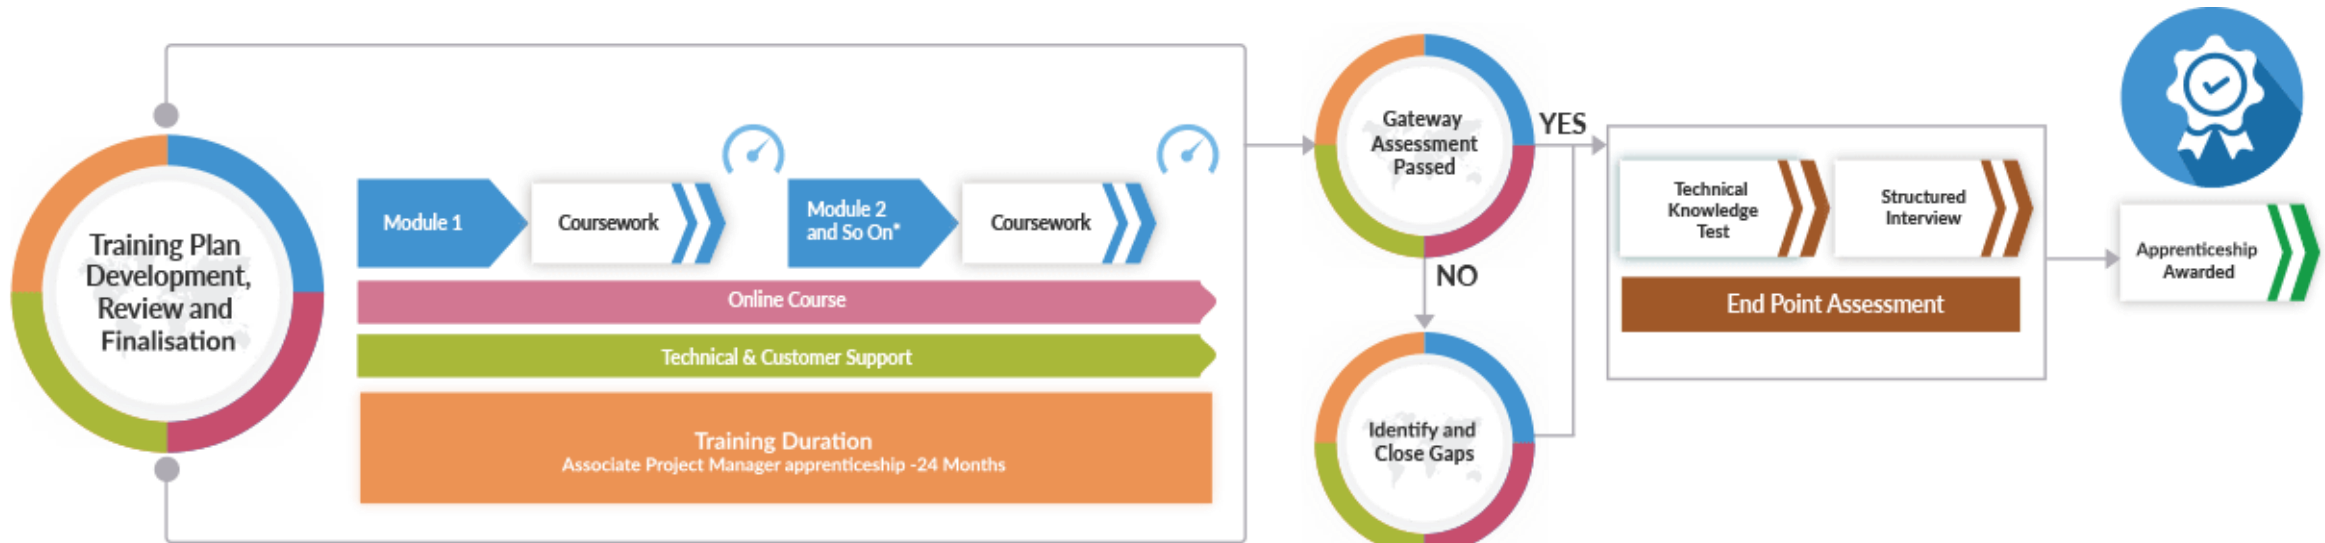 Training Plan
Development,
Review and
Finalisation
Module 1
Coursework
Module 2
and So On*
Coursework
Online Course
Technical & Customer Support
Training Duration
Associate Project Manager apprenticeship -24 Months
Gateway
Assessment
Passed
YES
NO
Identify and
Close Gaps
Technical
Knowledge
Test
Structured
Interview
End Point Assessment
Apprenticeship
Awarded